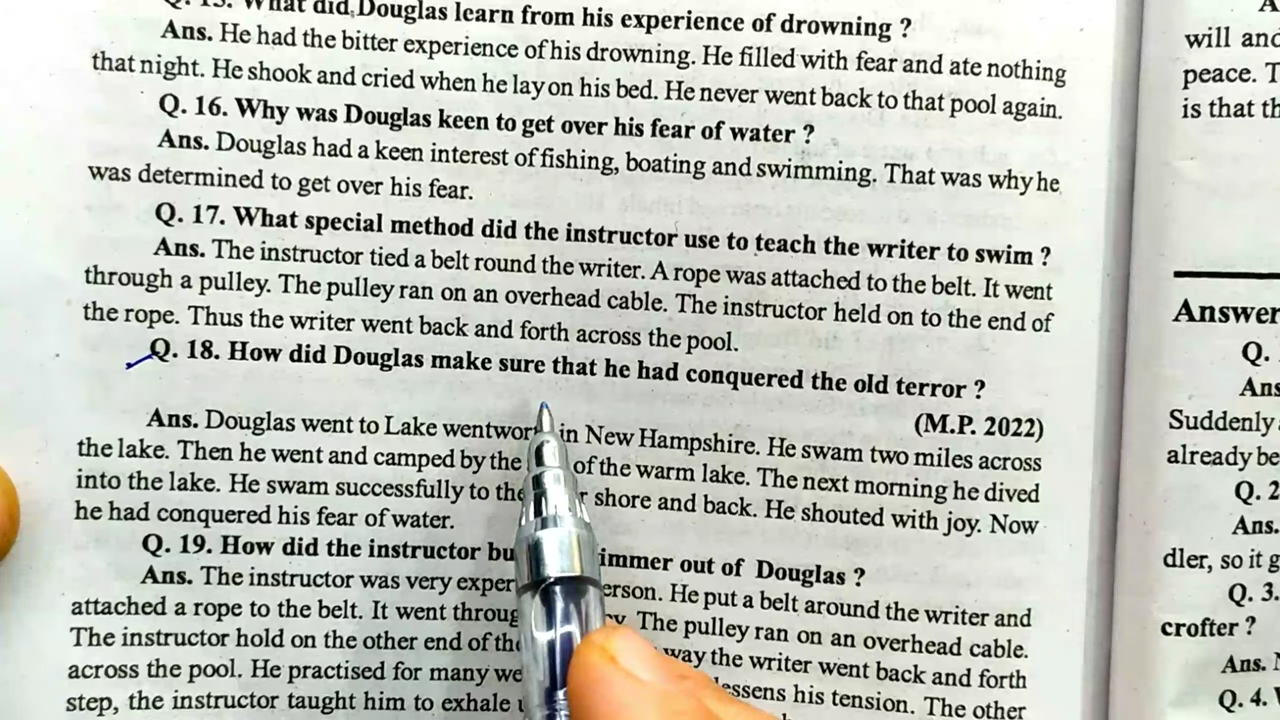 Q. 15. What did Douglas learn from his experience of drowning ?
Ans. He had the bitter experience of his drowning. He filled with fear and ate nothing
that night. He shook and cried when he lay on his bed. He never went back to that pool again.
Q. 16. Why was Douglas keen to get over his fear of water ?
Ans. Douglas had a keen interest of fishing, boating and swimming. That was why he
was determined to get over his fear.
Q. 17. What special method did the instructor use to teach the writer to swim ?
Ans. The instructor tied a belt round the writer. A rope was attached to the belt. It went
through a pulley. The pulley ran on an overhead cable. The instructor held on to the end of
the rope. Thus the writer went back and forth across the pool.
Q. 18. How did Douglas make sure that he had conquered the old terror ?
(M.P. 2022)
Ans. Douglas went to Lake wentwort in New Hampshire. He swam two miles across
the lake. Then he went and camped by the of the warm lake. The next morning he dived
into the lake. He swam successfully to the shore and back. He shouted with joy. Now
he had conquered his fear of water.
Q. 19. How did the instructor bu immer out of Douglas ?
Ans. The instructor was very exper erson. He put a belt around the writer and
attached a rope to the belt. It went throug The pulley ran on an overhead cable.
The instructor hold on the other end of the way the writer went back and forth
across the pool. He practised for many we lessens his tension. The other
step, the instructor taught him to exhale
will and
peace. T
is that th
Answer
Q.
Ans
Suddenly
already be
Q. 2
Ans.
dler, so it g
Q. 3.
crofter ?
Ans.
Q. 4.